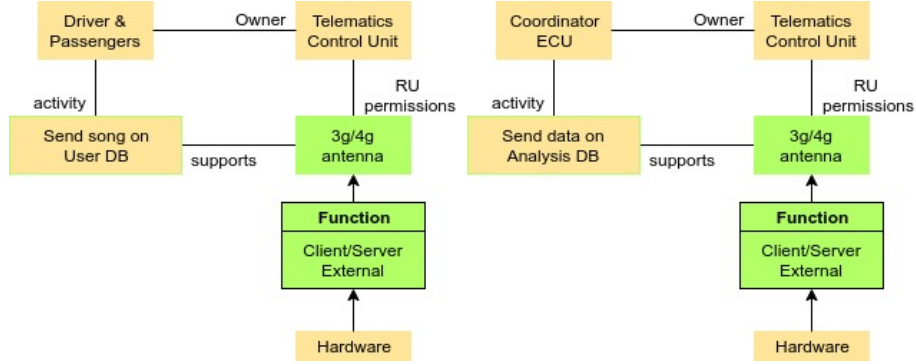 Driver &
Passengers
Owner
Telematics
Control Unit
activity
RU
permissions
Send song on
User DB
supports
3g/4g
antenna
Function
Client/Server
External
Hardware
Coordinator
ECU
Owner
Telematics
Control Unit
activity
RU
permissions
Send data on
Analysis DB
supports
3g/4g
antenna
Function
Client/Server
External
Hardware